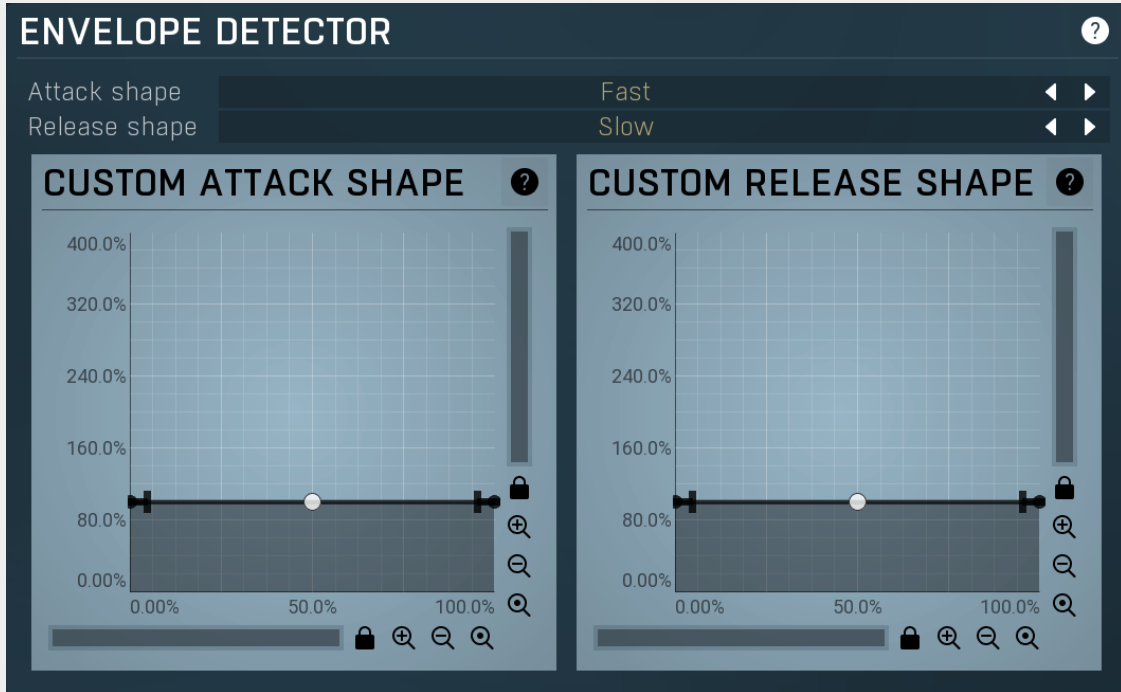 ENVELOPE DETECTOR ?
Attack shape Fast
Release shape Slow
CUSTOM ATTACK SHAPE ?
400.0%
320.0%
240.0%
160.0%
80.0%
0.00%
0.00% 50.0% 100.0%
CUSTOM RELEASE SHAPE ?
400.0%
320.0%
240.0%
160.0%
80.0%
0.00%
0.00% 50.0% 100.0%